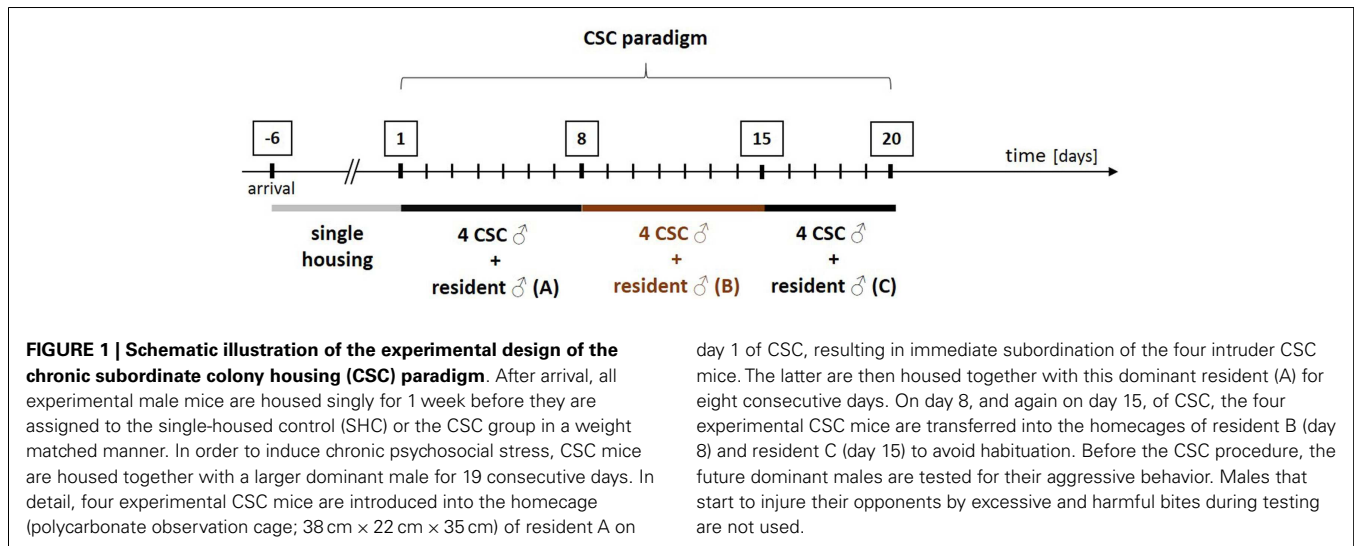 CSC paradigm
-6
1
8
15
20
time [days]
arrival
single
housing
4 CSC ♂
+
resident ♂ (A)
4 CSC ♂
+
resident ♂ (B)
4 CSC ♂
+
resident ♂ (C)
FIGURE 1 | Schematic illustration of the experimental design of the
chronic subordinate colony housing (CSC) paradigm. After arrival, all
experimental male mice are housed singly for 1 week before they are
assigned to the single-housed control (SHC) or the CSC group in a weight
matched manner. In order to induce chronic psychosocial stress, CSC mice
are housed together with a larger dominant male for 19 consecutive days. In
detail, four experimental CSC mice are introduced into the homecage
(polycarbonate observation cage; 38 cm × 22 cm × 35 cm) of resident A on
day 1 of CSC, resulting in immediate subordination of the four intruder CSC
mice. The latter are then housed together with this dominant resident (A) for
eight consecutive days. On day 8, and again on day 15, of CSC, the four
experimental CSC mice are transferred into the homecages of resident B (day
8) and resident C (day 15) to avoid habituation. Before the CSC procedure, the
future dominant males are tested for their aggressive behavior. Males that
start to injure their opponents by excessive and harmful bites during testing
are not used.